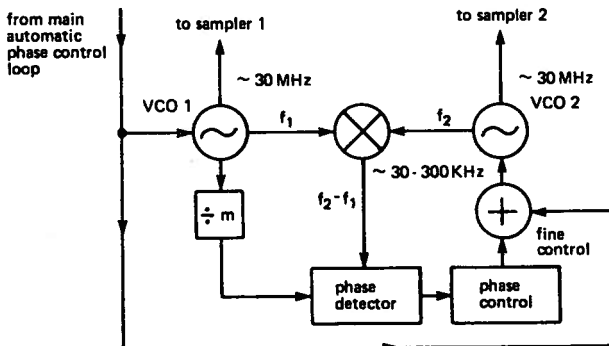 from main
automatic
phase control
loop
to sampler 1
to sampler 2
~ 30 MHz
~ 30 MHz
VCO 1
VCO 2
f₁
f₂
~ 30 - 300 KHz
f₂-f₁
÷ m
fine
control
phase
detector
phase
control